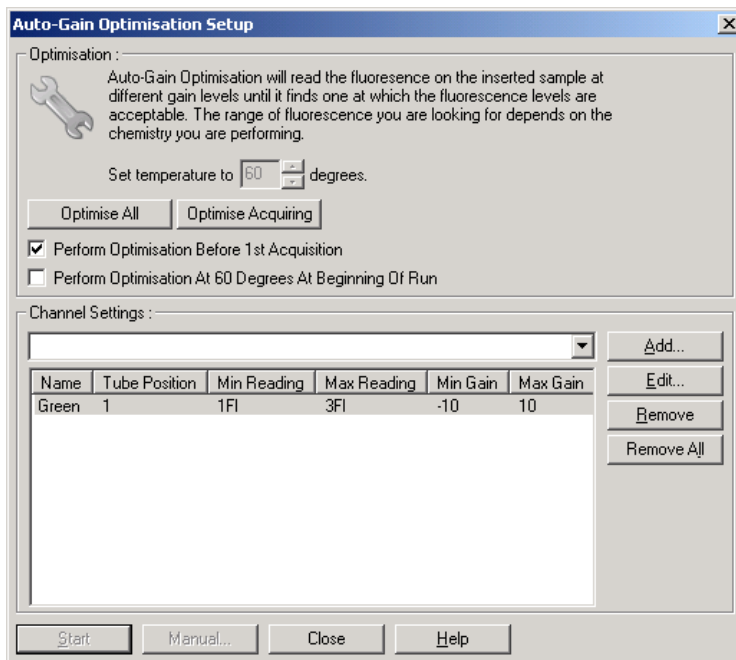 Auto-Gain Optimisation Setup
Optimisation :
Auto-Gain Optimisation will read the fluoresence on the inserted sample at
different gain levels until it finds one at which the fluorescence levels are
acceptable. The range of fluorescence you are looking for depends on the
chemistry you are performing.
Set temperature to 60 degrees.
Optimise All Optimise Acquiring
Perform Optimisation Before 1st Acquisition
Perform Optimisation At 60 Degrees At Beginning Of Run
Channel Settings :
Add...
Name Tube Position Min Reading Max Reading Min Gain Max Gain Edit...
Green 1 1Fl 3Fl -10 10
Remove
Remove All
Start Manual... Close Help